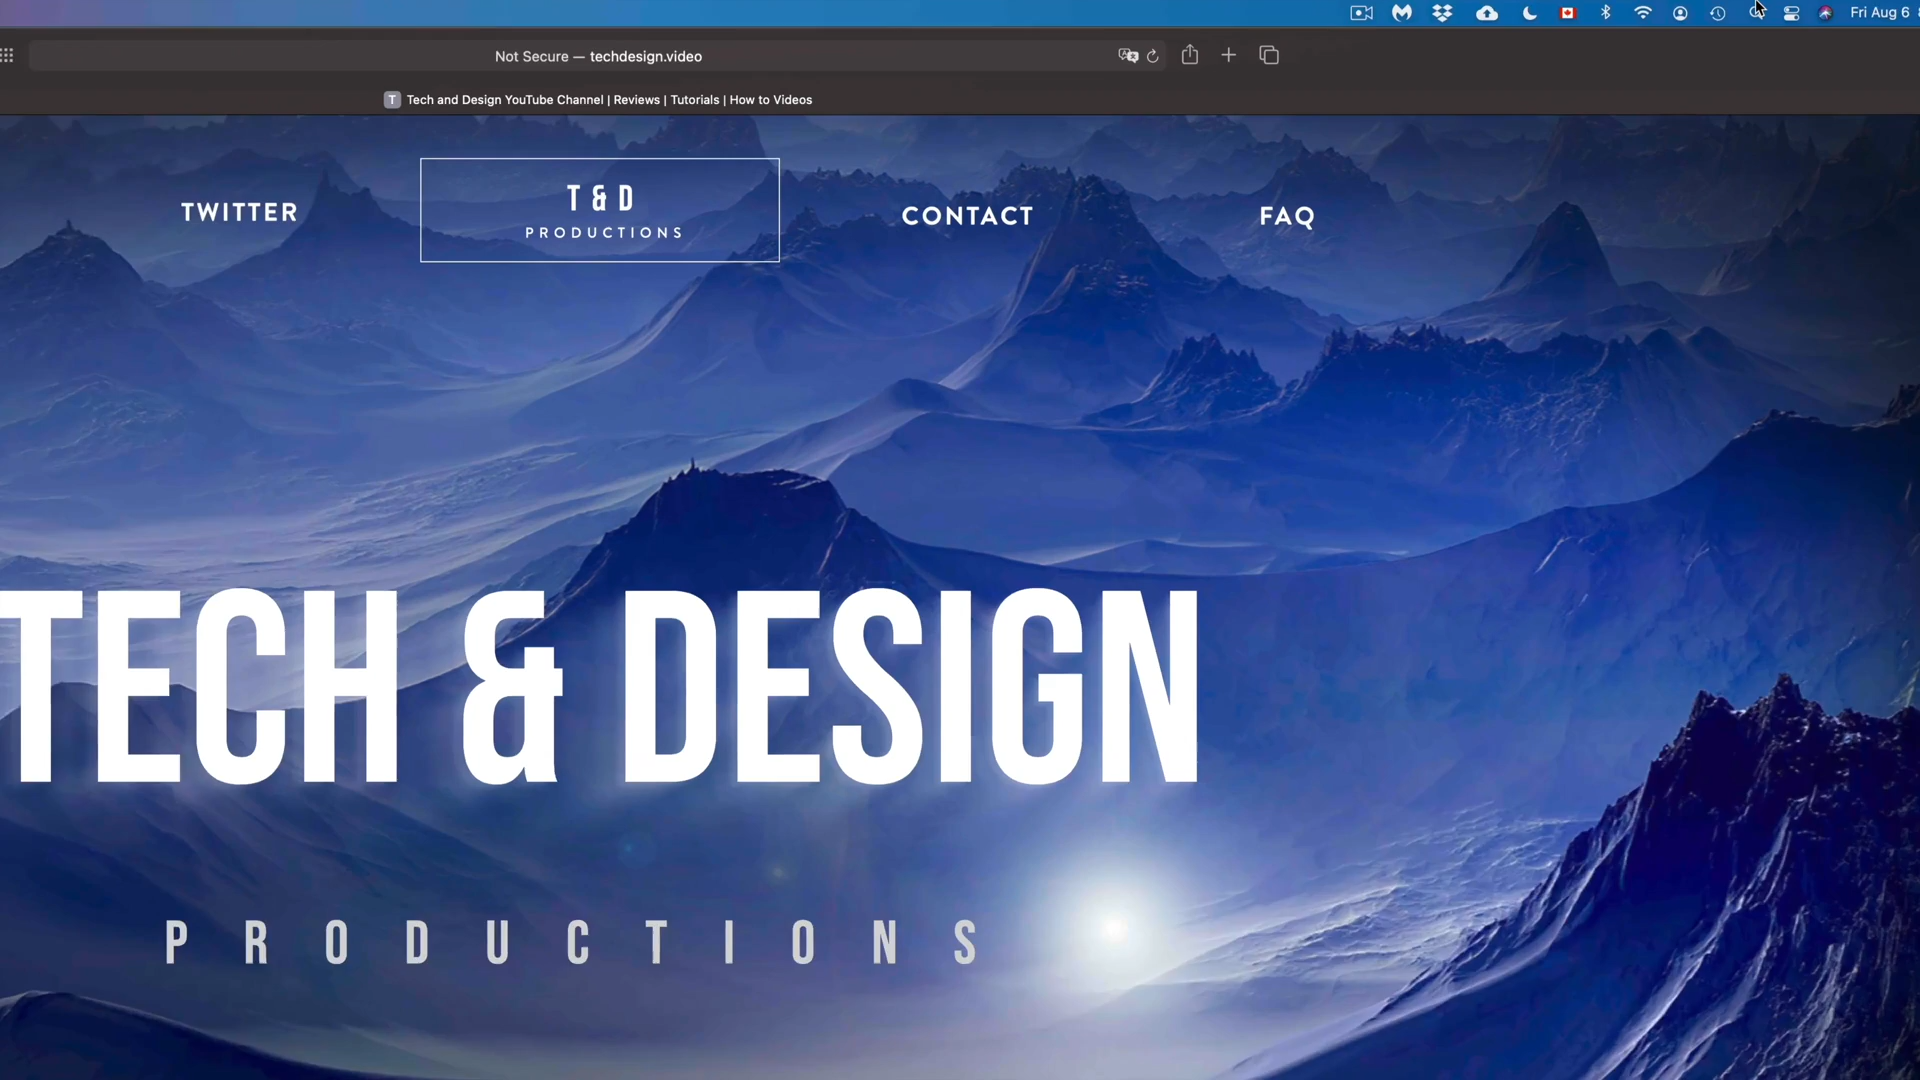 Fri Aug 6
Not Secure — techdesign.video
T Tech and Design YouTube Channel | Reviews | Tutorials | How to Videos
TWITTER
T & D
PRODUCTIONS
CONTACT
FAQ
TECH & DESIGN
PRODUCTIONS